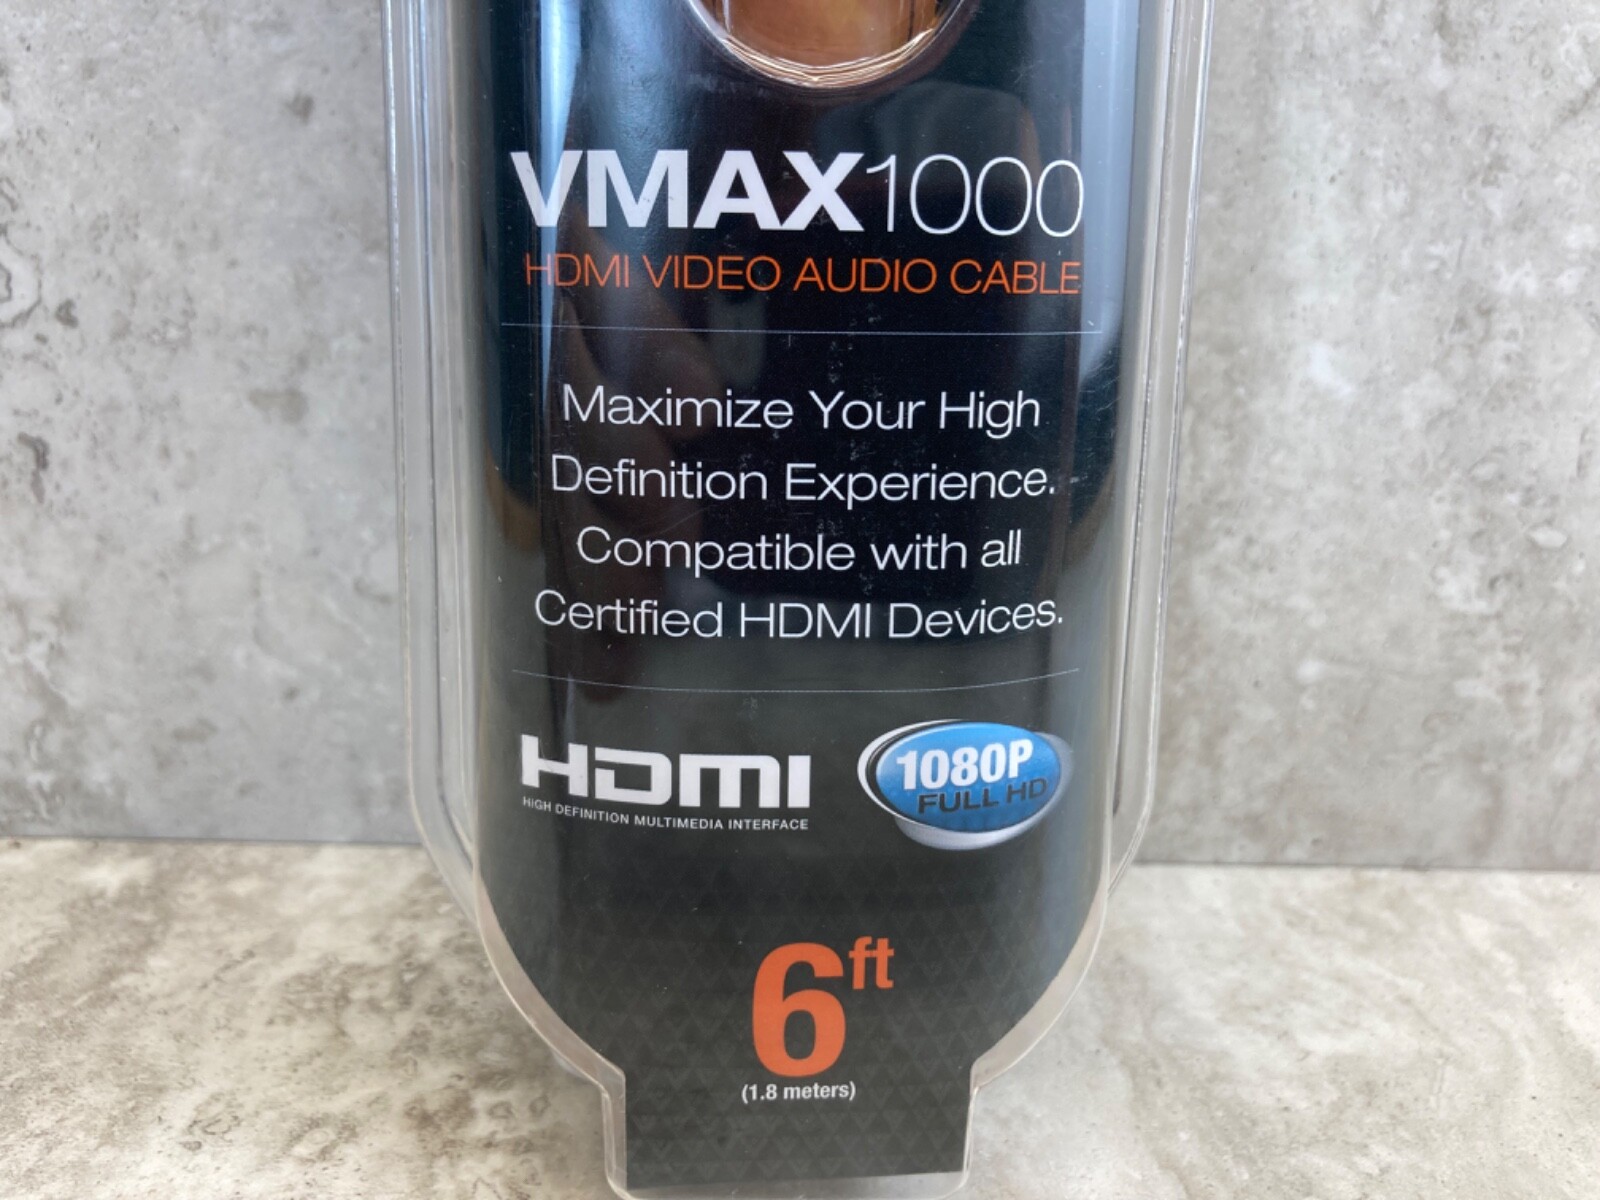 VMAX1000
HDMI VIDEO AUDIO CABLE
Maximize Your High
Definition Experience.
Compatible with all
Certified HDMI Devices.
HDMI
HIGH DEFINITION MULTIMEDIA INTERFACE
1080P
FULL HD
6ft
(1.8 meters)